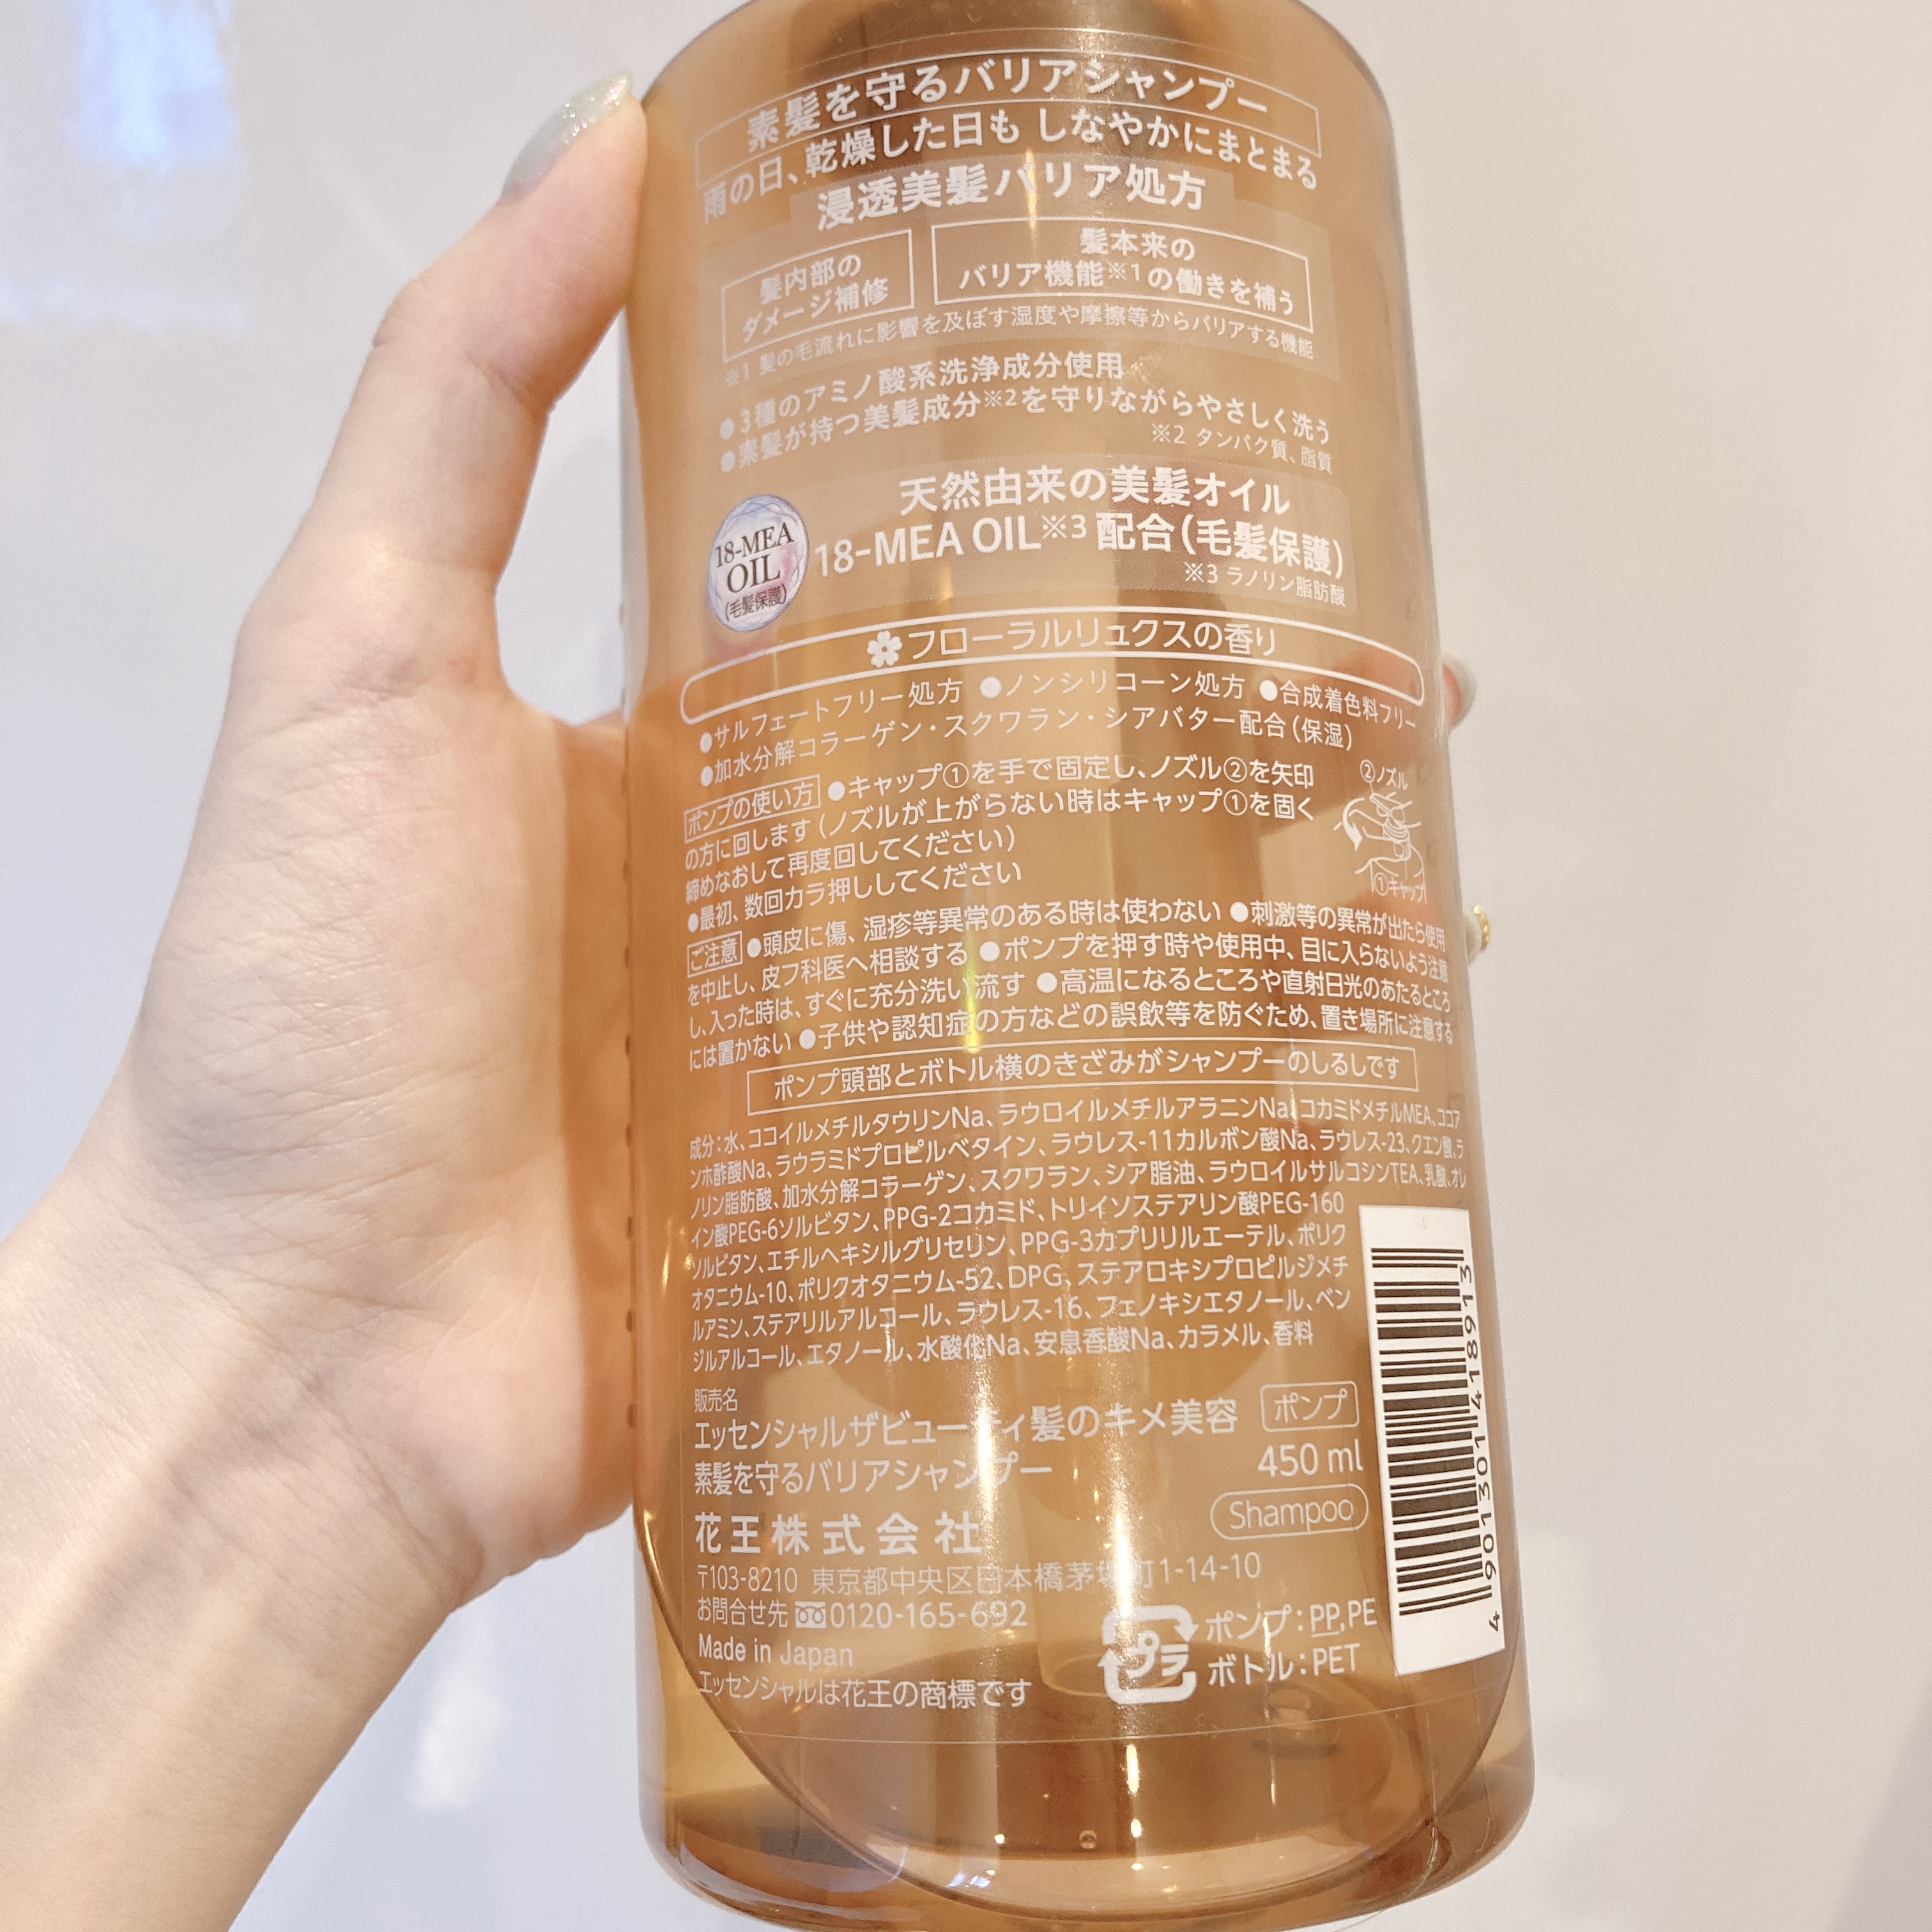 素髪を守るバリアシャンプー
雨の日、乾燥した日も しなやかにまとまる
浸透美髪バリア処方
髪内部の
ダメージ補修
髪本来の
バリア機能※1の働きを補う
※1 髪の毛流れに影響を及ぼす湿度や摩擦等からバリアする機能
●3種のアミノ酸系洗浄成分使用
●素髪が持つ美髪成分※2を守りながらやさしく洗う
※2 タンパク質、脂質
18-MEA
OIL
(毛髪保護)
天然由来の美髪オイル
18-MEA OIL※3 配合(毛髪保護)
※3 ラノリン脂肪酸
フローラルリュクスの香り
●サルフェートフリー処方 ●ノンシリコーン処方 ●合成着色料フリー
●加水分解コラーゲン・スクワラン・シアバター配合(保湿)
ポンプの使い方 ●キャップ①を手で固定し、ノズル②を矢印
の方に回します(ノズルが上がらない時はキャップ①を固く
締めなおして再度回してください)
●最初、数回カラ押ししてください
②ノズル
①キャップ
ご注意 ●頭皮に傷、湿疹等異常のある時は使わない ●刺激等の異常が出たら使用
を中止し、皮フ科医へ相談する ●ポンプを押す時や使用中、目に入らないよう注意
し、入った時は、すぐに充分洗い流す ●高温になるところや直射日光のあたるところ
には置かない ●子供や認知症の方などの誤飲等を防ぐため、置き場所に注意する
ポンプ頭部とボトル横のきざみがシャンプーのしるしです
成分：水、ココイルメチルタウリンNa、ラウロイルメチルアラニンNa、コカミドメチルMEA、ココア
ンホ酢酸Na、ラウラミドプロピルベタイン、ラウレス-11カルボン酸Na、ラウレス-23、クエン酸、ラ
ノリン脂肪酸、加水分解コラーゲン、スクワラン、シア脂油、ラウロイルサルコシンTEA、乳酸、オレ
イン酸PEG-6ソルビタン、PPG-2コカミド、トリイソステアリン酸PEG-160
ソルビタン、エチルヘキシルグリセリン、PPG-3カプリリルエーテル、ポリク
オタニウム-10、ポリクオタニウム-52、DPG、ステアロキシプロピルジメチ
ルアミン、ステアリルアルコール、ラウレス-16、フェノキシエタノール、ベン
ジルアルコール、エタノール、水酸化Na、安息香酸Na、カラメル、香料
販売名
エッセンシャルザビューティ髪のキメ美容
素髪を守るバリアシャンプー
ポンプ
450 ml
Shampoo
花王株式会社
〒103-8210 東京都中央区日本橋茅場町1-14-10
お問合せ先 0120-165-692
Made in Japan
エッセンシャルは花王の商標です
プラ
ポンプ：PP,PE
ボトル：PET
4 901301 418913